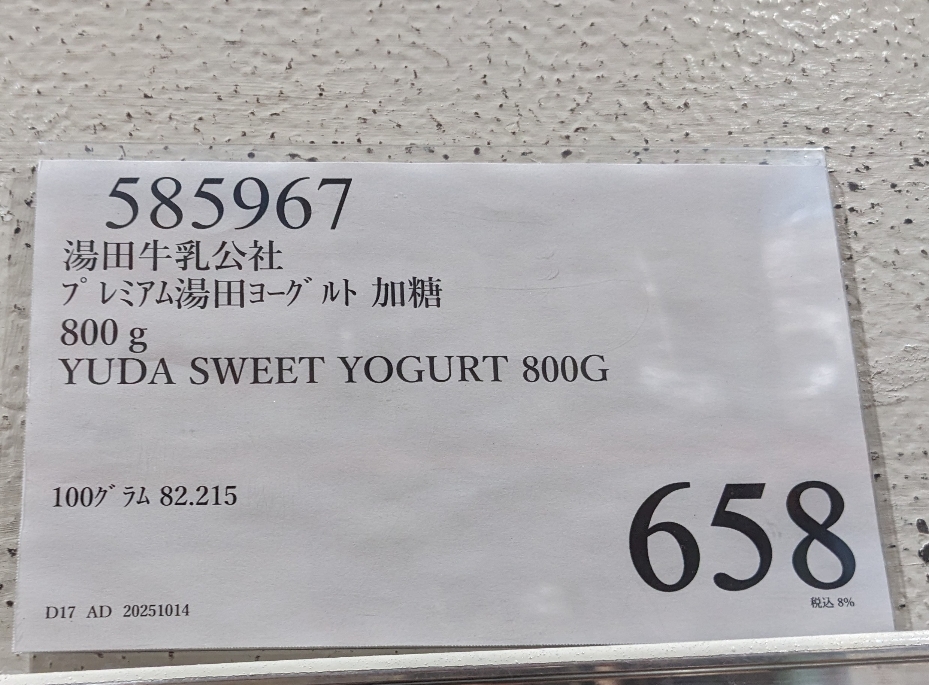 585967
湯田牛乳公社
ﾌﾟﾚﾐｱﾑ湯田ﾖｰｸﾞﾙﾄ 加糖
800 g
YUDA SWEET YOGURT 800G
100ｸﾞﾗﾑ 82.215
658
税込 8%
D17 AD 20251014